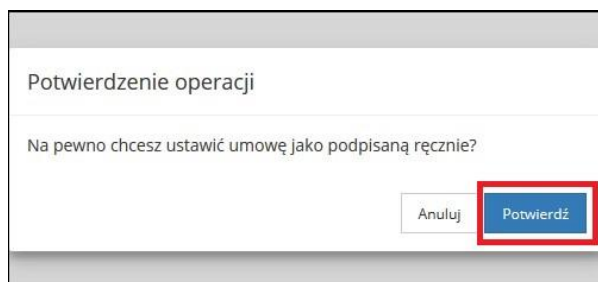 Potwierdzenie operacji
Na pewno chcesz ustawić umowę jako podpisaną ręcznie?
Anuluj Potwierdź